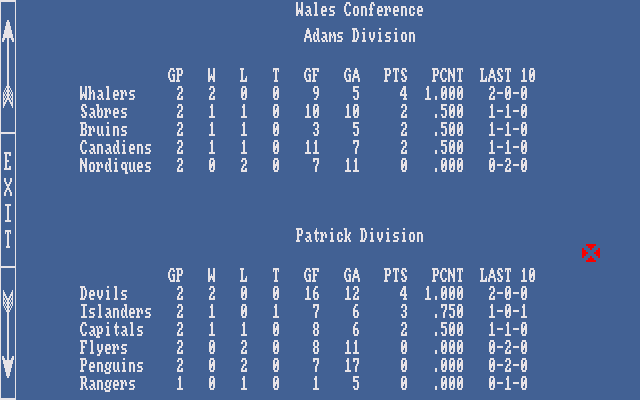 Wales Conference
Adams Division
GP W L T GF GA PTS PCNT LAST 10
Whalers 2 2 0 0 9 5 4 1.000 2-0-0
Sabres 2 1 1 0 10 10 2 .500 1-1-0
Bruins 2 1 1 0 3 5 2 .500 1-1-0
Canadiens 2 1 1 0 11 7 2 .500 1-1-0
Nordiques 2 0 2 0 7 11 0 .000 0-2-0
EXIT
Patrick Division
GP W L T GF GA PTS PCNT LAST 10
Devils 2 2 0 0 16 12 4 1.000 2-0-0
Islanders 2 1 0 1 7 6 3 .750 1-0-1
Capitals 2 1 1 0 8 6 2 .500 1-1-0
Flyers 2 0 2 0 8 11 0 .000 0-2-0
Penguins 2 0 2 0 7 17 0 .000 0-2-0
Rangers 1 0 1 0 1 5 0 .000 0-1-0